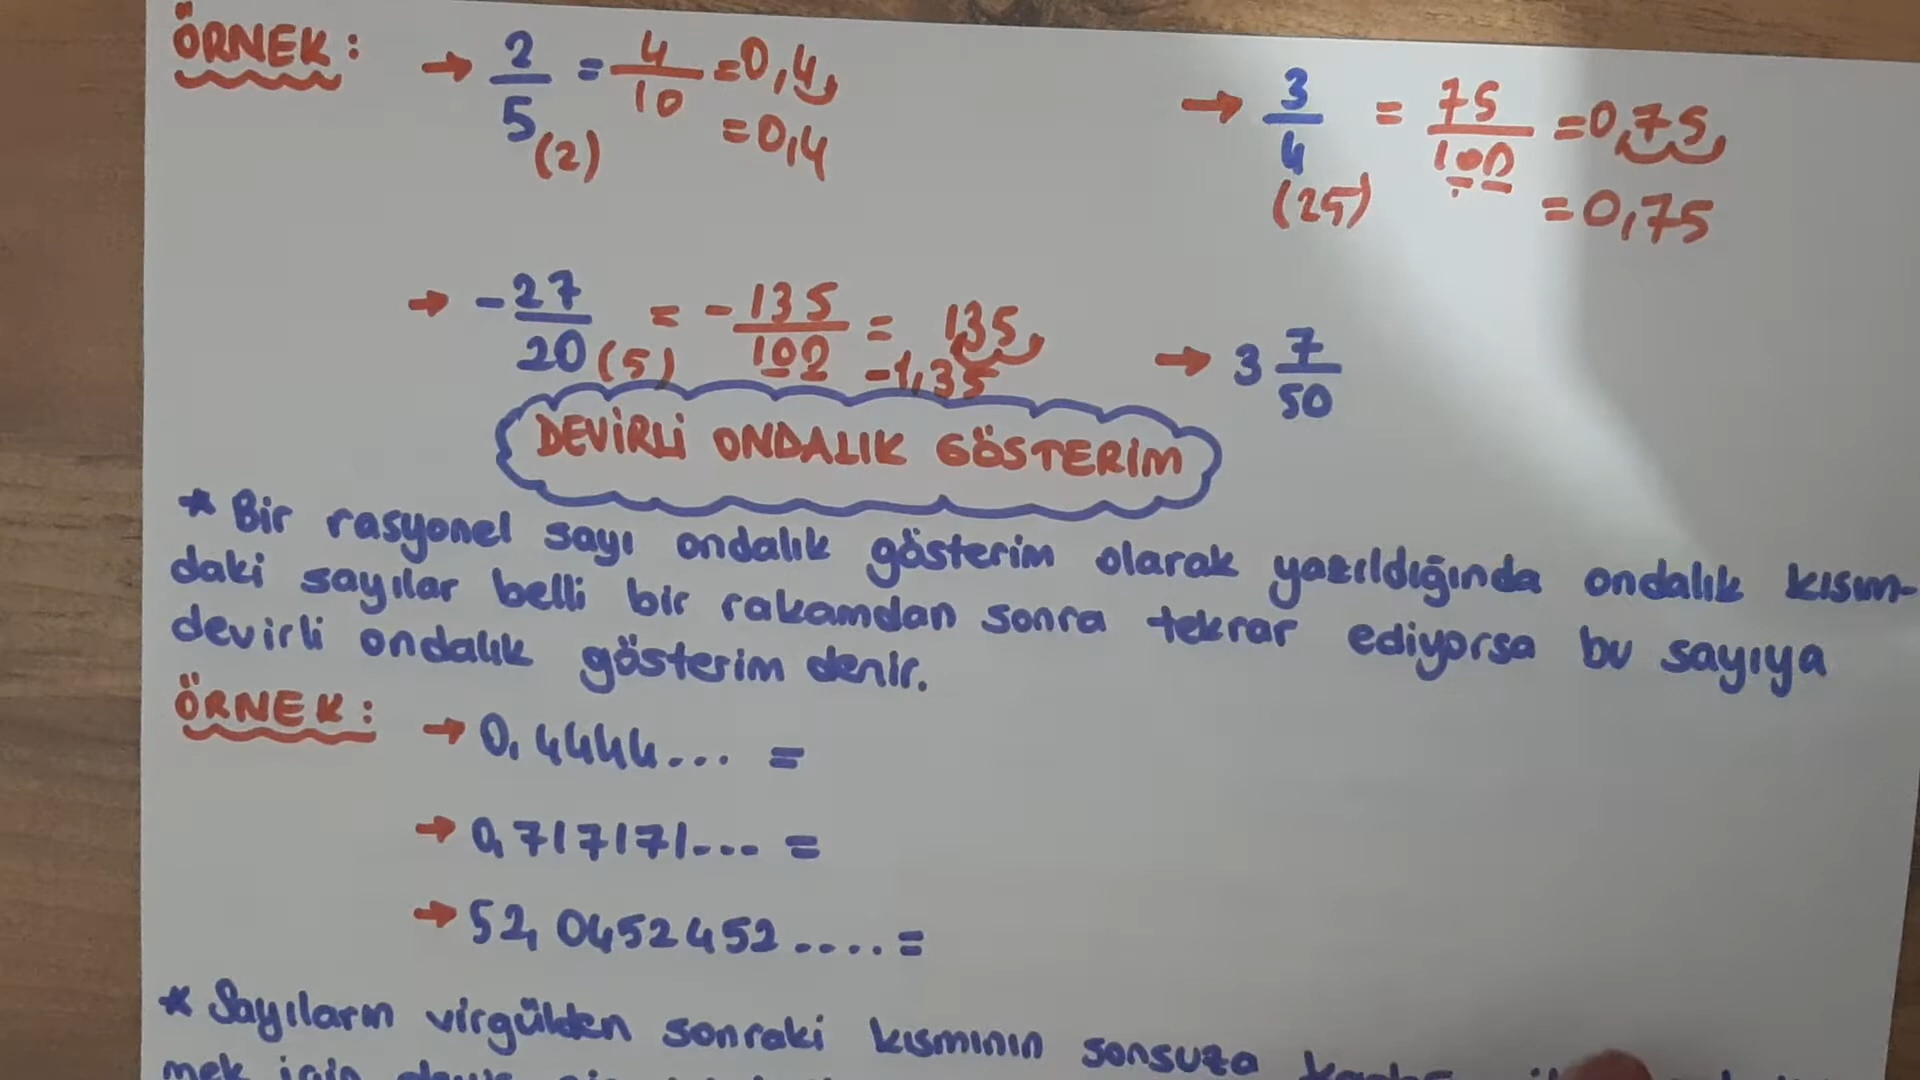 ÖRNEK: → 2/5 (2) = 4/10 = 0,4 = 0,4
→ 3/4 (25) = 75/100 = 0,75 = 0,75
→ -27/20 (5) = -135/100 = 135 -1,35
→ 3 7/50
DEVİRLİ ONDALIK GÖSTERİM
* Bir rasyonel sayı ondalık gösterim olarak yazıldığında ondalık kısım-
daki sayılar belli bir rakamdan sonra tekrar ediyorsa bu sayıya
devirli ondalık gösterim denir.
ÖRNEK: → 0,4444... =
→ 0,717171... =
→ 52,0452452.... =
* Sayıların virgülden sonraki kısmının sonsuza
mek için